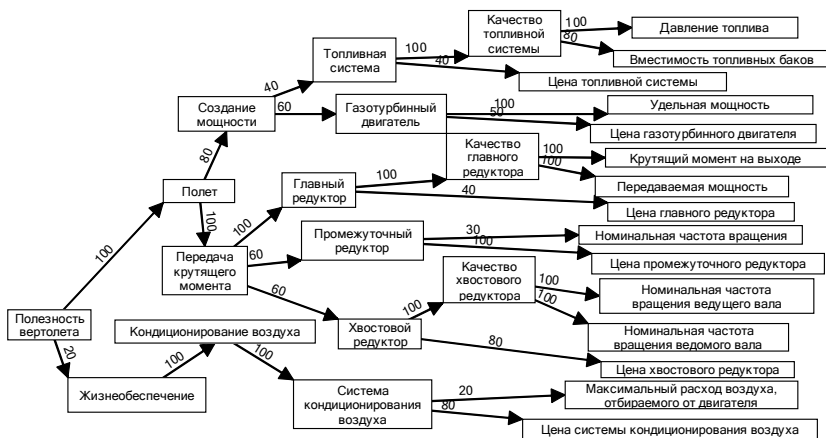 Качество
топливной
системы
100
Давление топлива
80
Вместимость топливных баков
Топливная
система
100
40
Цена топливной системы
40
Создание
мощности
60
Газотурбинный
двигатель
100
Удельная мощность
50
Цена газотурбинного двигателя
80
Качество
главного
редуктора
100
Крутящий момент на выходе
100
Передаваемая мощность
Полет
Главный
редуктор
100
40
Цена главного редуктора
100
100
100
Передача
крутящего
момента
60
Промежуточный
редуктор
30
Номинальная частота вращения
100
Цена промежуточного редуктора
60
Качество
хвостового
редуктора
100
Номинальная частота
вращения ведущего вала
100
Номинальная частота
вращения ведомого вала
Хвостовой
редуктор
100
80
Цена хвостового редуктора
Полезность
вертолета
20
Кондиционирование воздуха
100
100
Жизнеобеспечение
Система
кондиционирования
воздуха
20
Максимальный расход воздуха,
отбираемого от двигателя
80
Цена системы кондиционирования воздуха